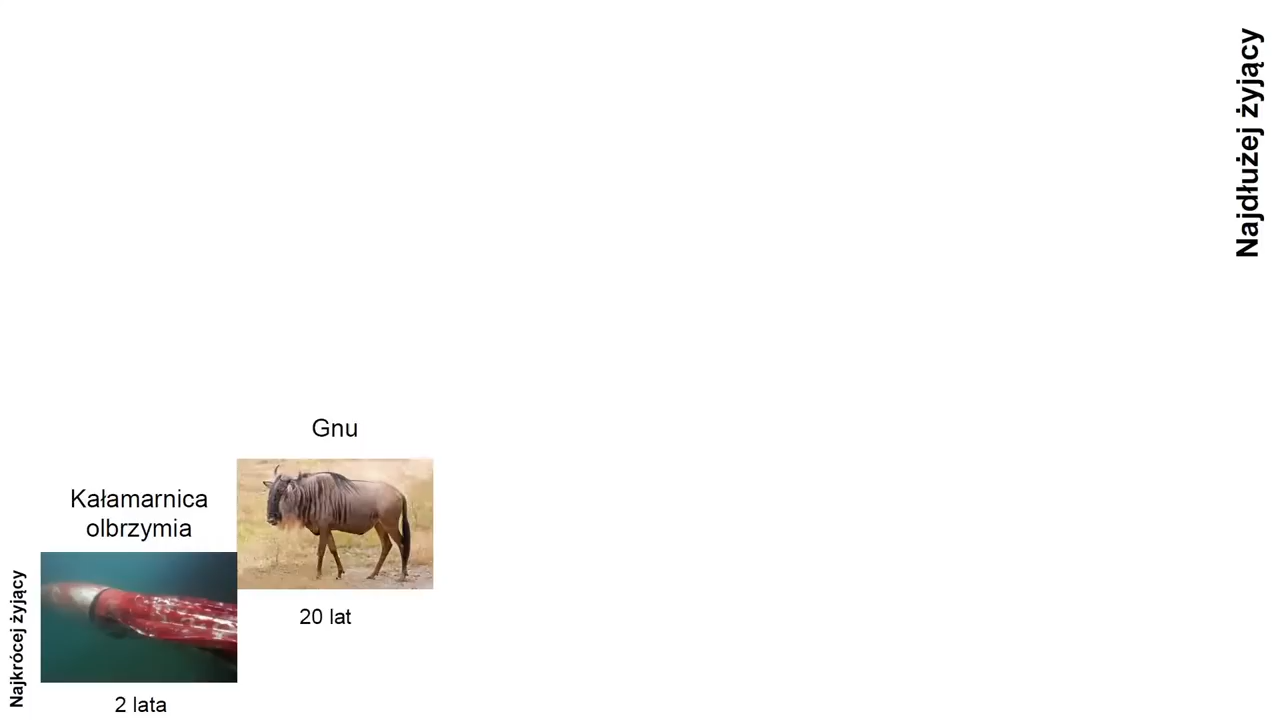 Najdłużej żyjący
Gnu
Kałamarnica
olbrzymia
20 lat
Najkrócej żyjący
2 lata